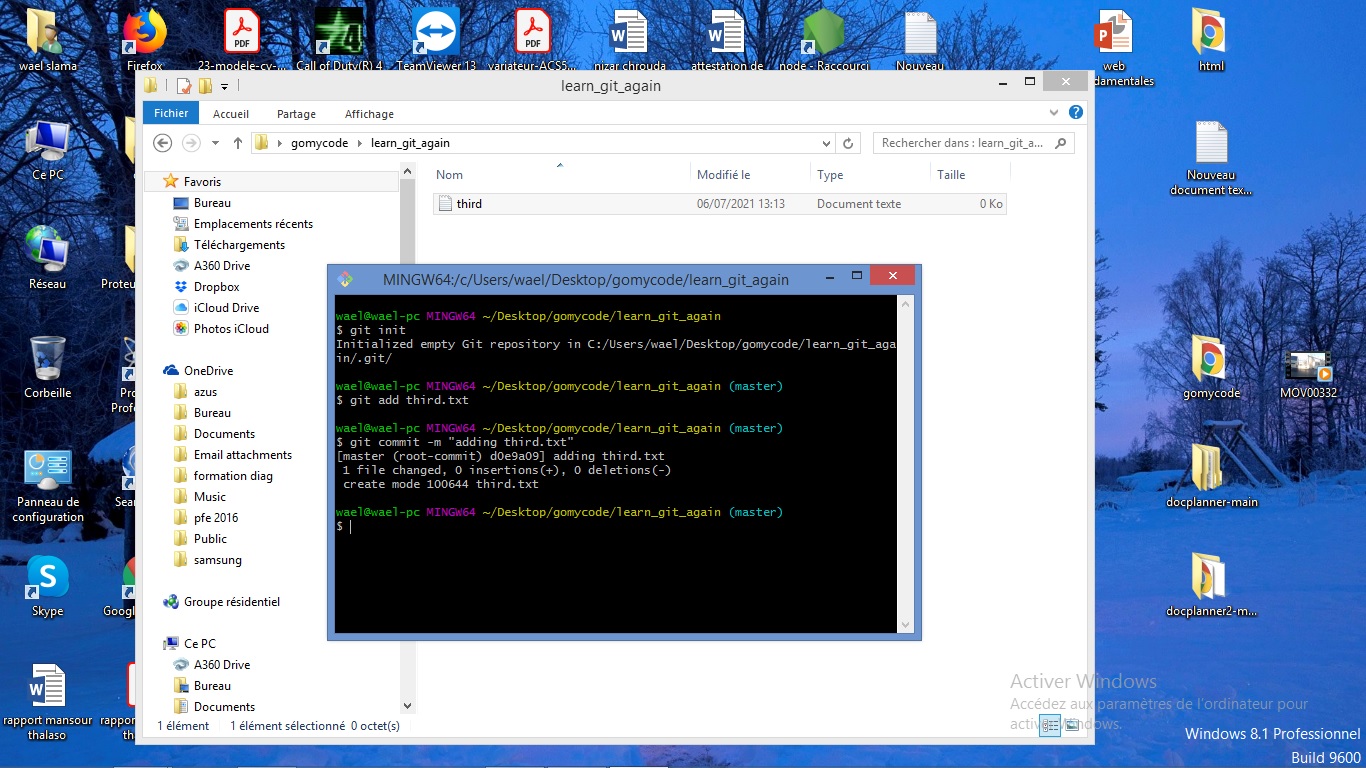 wael slama
Firefox
23-modele-cv-...
Call of Duty(R) 4
TeamViewer 13
variateur-ACS5...
nizar chrouda
attestation de
node - Raccourci
Nouveau
web
fondamentales
html
learn_git_again
Fichier
Accueil
Partage
Affichage
gomycode
learn_git_again
Rechercher dans : learn_git_a...
Nom
Modifié le
Type
Taille
third
06/07/2021 13:13
Document texte
0 Ko
Favoris
Bureau
Emplacements récents
Téléchargements
A360 Drive
Dropbox
iCloud Drive
Photos iCloud
OneDrive
azus
Bureau
Documents
Email attachments
formation diag
Music
pfe 2016
Public
samsung
Groupe résidentiel
Ce PC
A360 Drive
Bureau
Documents
1 élément
1 élément sélectionné 0 octet(s)
MINGW64:/c/Users/wael/Desktop/gomycode/learn_git_again
wael@wael-pc MINGW64 ~/Desktop/gomycode/learn_git_again
$ git init
Initialized empty Git repository in C:/Users/wael/Desktop/gomycode/learn_git_aga
in/.git/
wael@wael-pc MINGW64 ~/Desktop/gomycode/learn_git_again (master)
$ git add third.txt
wael@wael-pc MINGW64 ~/Desktop/gomycode/learn_git_again (master)
$ git commit -m "adding third.txt"
[master (root-commit) d0e9a09] adding third.txt
1 file changed, 0 insertions(+), 0 deletions(-)
create mode 100644 third.txt
wael@wael-pc MINGW64 ~/Desktop/gomycode/learn_git_again (master)
$
Ce PC
Réseau
Proteu
Corbeille
Pro
Profe
Panneau de
configuration
Sear
Skype
Googl
rapport mansour
thalaso
rappor
tha
Nouveau
document tex...
gomycode
MOV00332
docplanner-main
docplanner2-m...
Activer Windows
Accédez aux paramètres de l'ordinateur pour
activer Windows.
Windows 8.1 Professionnel
Build 9600